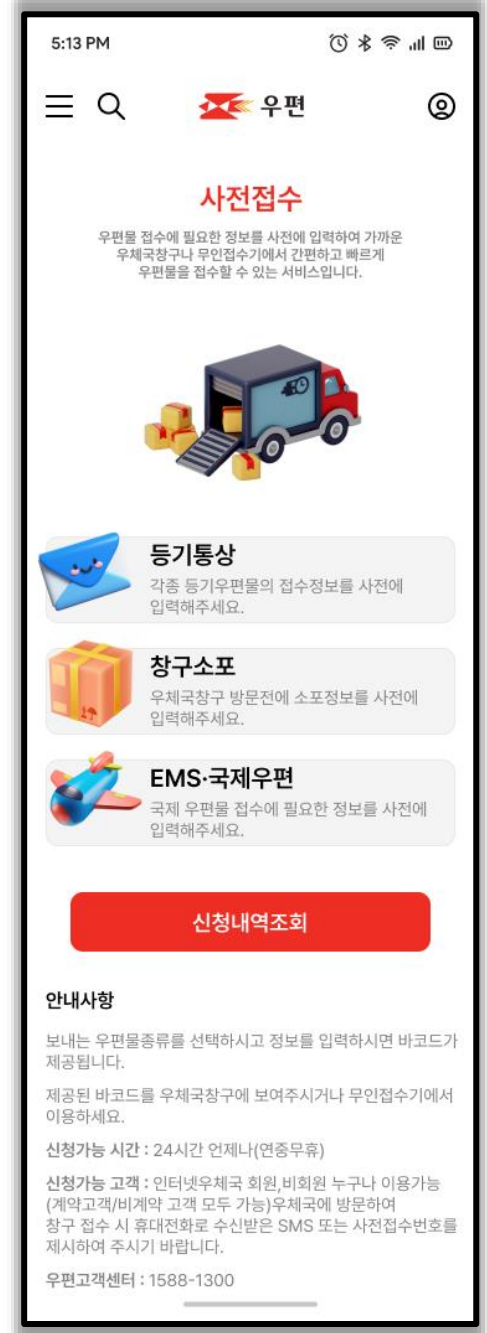 5:13 PM
우편
사전접수
우편물 접수에 필요한 정보를 사전에 입력하여 가까운
우체국창구나 무인접수기에서 간편하고 빠르게
우편물을 접수할 수 있는 서비스입니다.
등기통상
각종 등기우편물의 접수정보를 사전에
입력해주세요.
창구소포
우체국창구 방문전에 소포정보를 사전에
입력해주세요.
EMS·국제우편
국제 우편물 접수에 필요한 정보를 사전에
입력해주세요.
신청내역조회
안내사항
보내는 우편물종류를 선택하시고 정보를 입력하시면 바코드가
제공됩니다.
제공된 바코드를 우체국창구에 보여주시거나 무인접수기에서
이용하세요.
신청가능 시간 : 24시간 언제나(연중무휴)
신청가능 고객 : 인터넷우체국 회원,비회원 누구나 이용가능
(계약고객/비계약 고객 모두 가능)우체국에 방문하여
창구 접수 시 휴대전화로 수신받은 SMS 또는 사전접수번호를
제시하여 주시기 바랍니다.
우편고객센터 : 1588-1300